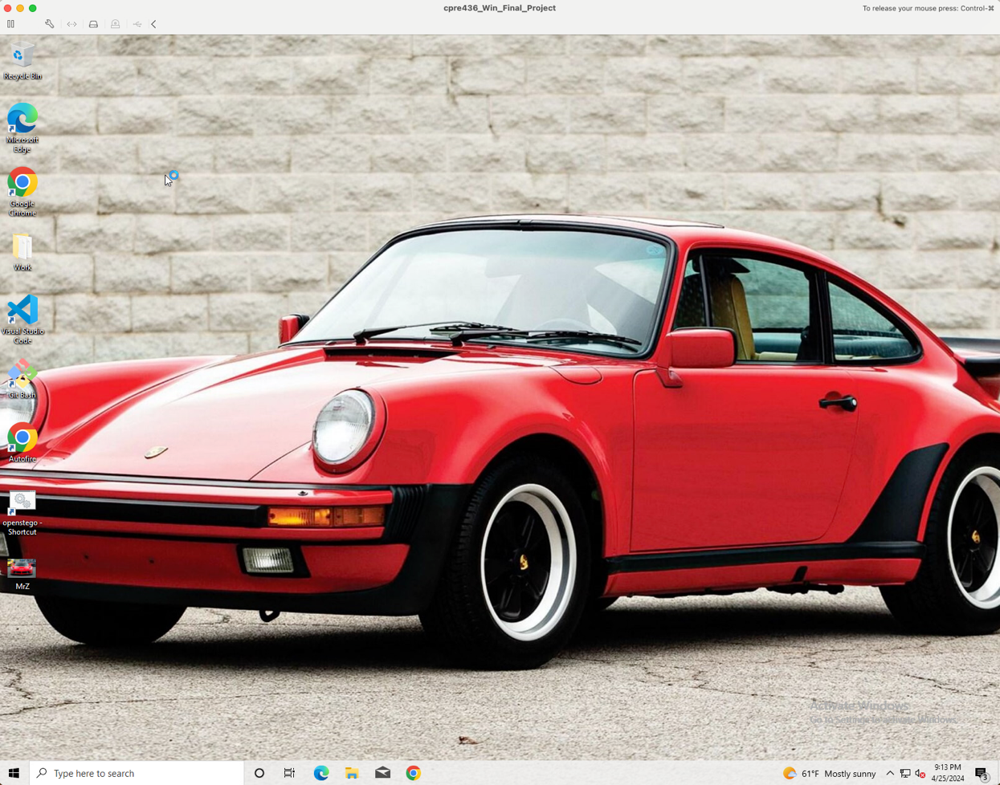 cpre436_Win_Final_Project
To release your mouse press: Control-⌘
Recycle Bin
Microsoft
Edge
Google
Chrome
Work
Visual Studio
Code
Git Bash
Autofire
openstego -
Shortcut
MrZ
Activate Windows
Go to Settings to activate Windows.
Type here to search
61°F Mostly sunny
9:13 PM
4/25/2024
3